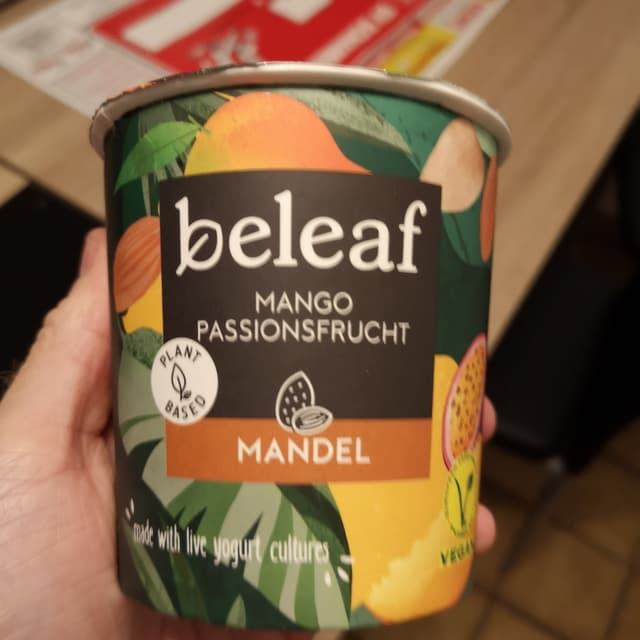 beleaf
MANGO
PASSIONSFRUCHT
PLANT
BASED
MANDEL
made with live yogurt cultures
VEGAN